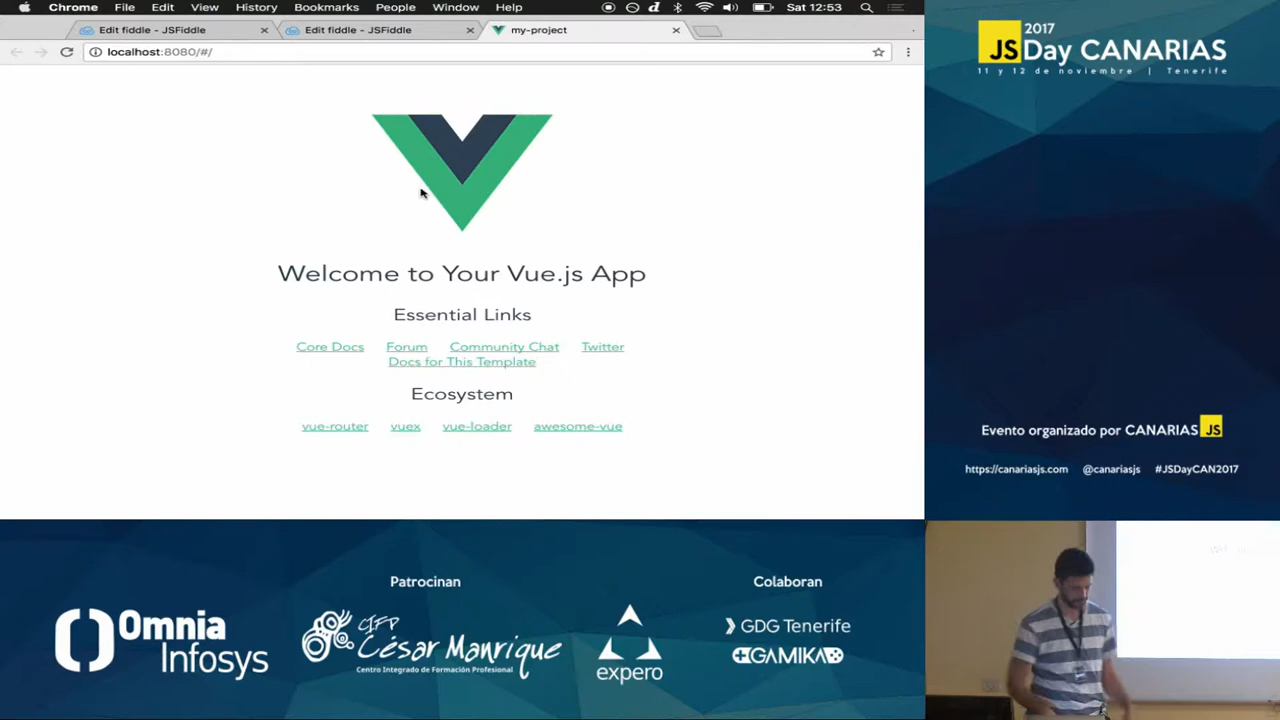 Chrome File Edit View History Bookmarks People Window Help Sat 12:53
Edit fiddle - JSFiddle Edit fiddle - JSFiddle my-project
localhost:8080/#/
Welcome to Your Vue.js App
Essential Links
Core Docs Forum Community Chat Twitter
Docs for This Template
Ecosystem
vue-router vuex vue-loader awesome-vue
2017
JSDay CANARIAS
11 y 12 de noviembre | Tenerife
Evento organizado por CANARIAS JS
https://canariasjs.com @canariasjs #JSDayCAN2017
Patrocinan
Omnia
Infosys
CIFP
César Manrique
Centro Integrado de Formación Profesional
expero
Colaboran
GDG Tenerife
GAMIKA